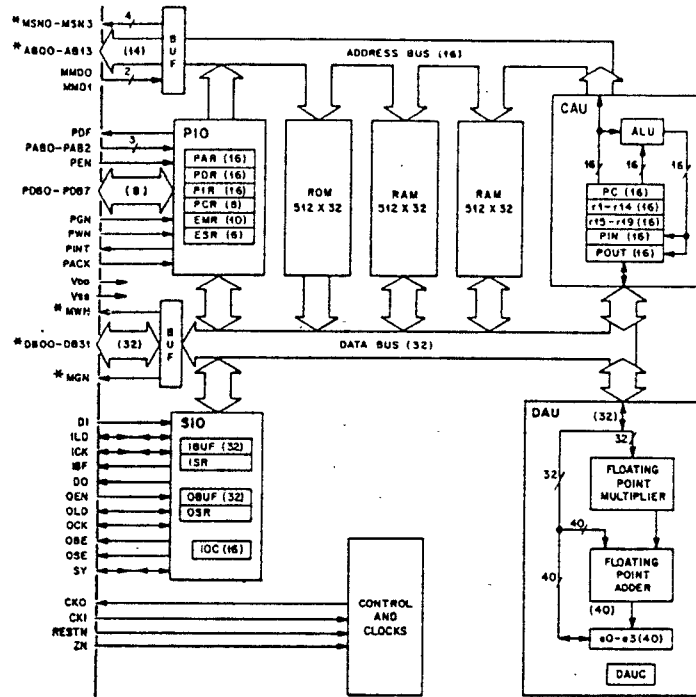 *MSN0-MSN3
4
BUF
*AB00-AB13
(14)
ADDRESS BUS (16)
MMD0
2
MMD1
CAU
ALU
16
16
16
PC (16)
r1-r14 (16)
r15-r19 (16)
PIN (16)
POUT (16)
PDF
PAB0-PAB2
3
PEN
PDB0-PDB7
(8)
PGN
PWN
PINT
PACK
PIO
PAR (16)
PDR (16)
PIR (16)
PCR (8)
EMR (10)
ESR (6)
ROM
512 X 32
RAM
512 X 32
RAM
512 X 32
VDD
VSS
*MWN
BUF
*DB00-DB31
(32)
DATA BUS (32)
*MGN
DI
ILD
ICK
IBF
DO
OEN
OLD
OCK
OBE
OSE
SY
SIO
IBUF (32)
ISR
OBUF (32)
OSR
IOC (16)
DAU
(32)
32
32
FLOATING
POINT
MULTIPLIER
40
40
FLOATING
POINT
ADDER
(40)
a0-a3(40)
DAUC
CKO
CKI
RESTN
ZN
CONTROL
AND
CLOCKS